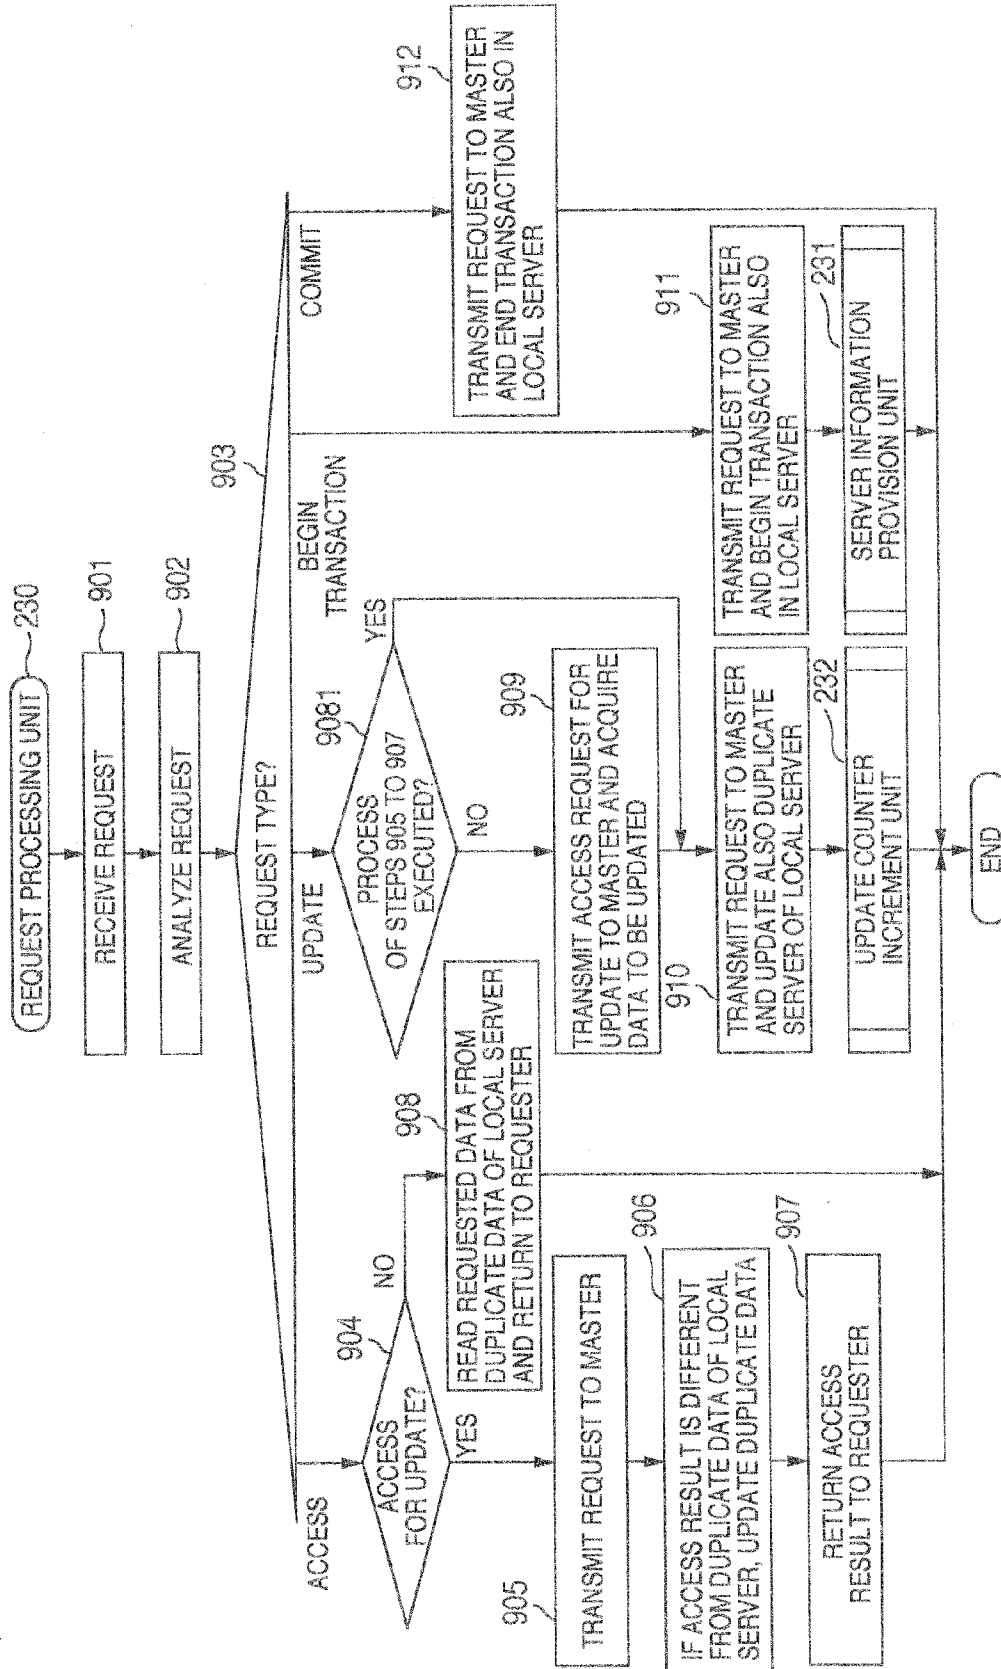 REQUEST PROCESSING UNIT
230
RECEIVE REQUEST
901
ANALYZE REQUEST
902
REQUEST TYPE?
903
ACCESS
UPDATE
BEGIN
TRANSACTION
COMMIT
ACCESS
FOR UPDATE?
904
NO
YES
READ REQUESTED DATA FROM
DUPLICATE DATA OF LOCAL SERVER
AND RETURN TO REQUESTER
908
905
TRANSMIT REQUEST TO MASTER
906
IF ACCESS RESULT IS DIFFERENT
FROM DUPLICATE DATA OF LOCAL
SERVER, UPDATE DUPLICATE DATA
907
RETURN ACCESS
RESULT TO REQUESTER
PROCESS
OF STEPS 905 TO 907
EXECUTED?
9081
YES
NO
909
TRANSMIT ACCESS REQUEST FOR
UPDATE TO MASTER AND ACQUIRE
DATA TO BE UPDATED
910
TRANSMIT REQUEST TO MASTER
AND UPDATE ALSO DUPLICATE
SERVER OF LOCAL SERVER
232
UPDATE COUNTER
INCREMENT UNIT
911
TRANSMIT REQUEST TO MASTER
AND BEGIN TRANSACTION ALSO
IN LOCAL SERVER
231
SERVER INFORMATION
PROVISION UNIT
912
TRANSMIT REQUEST TO MASTER
AND END TRANSACTION ALSO IN
LOCAL SERVER
END